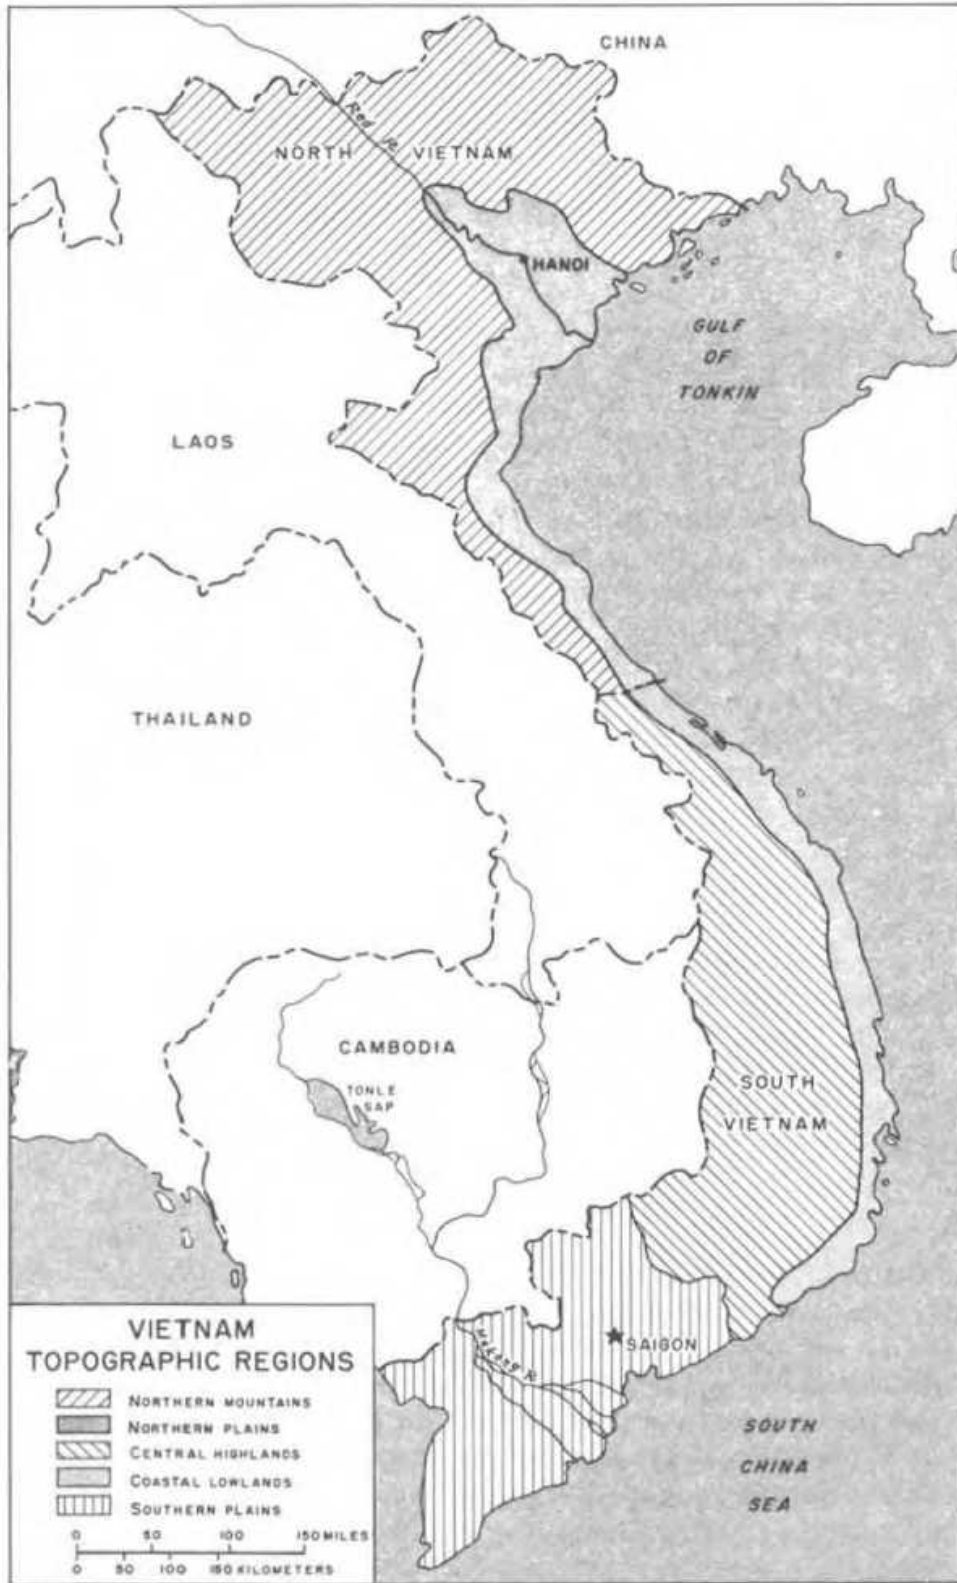 CHINA
Red R.
NORTH VIETNAM
HANOI
GULF
OF
TONKIN
LAOS
THAILAND
CAMBODIA
TONLE
SAP
SOUTH
VIETNAM
SAIGON
Mekong R.
SOUTH
CHINA
SEA
VIETNAM
TOPOGRAPHIC REGIONS
NORTHERN MOUNTAINS
NORTHERN PLAINS
CENTRAL HIGHLANDS
COASTAL LOWLANDS
SOUTHERN PLAINS
0 50 100 150 MILES
0 50 100 150 KILOMETERS